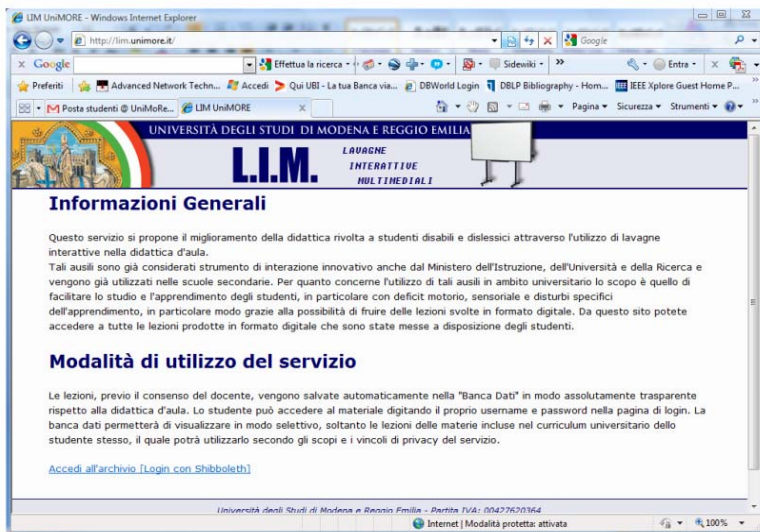 LIM UniMORE - Windows Internet Explorer
http://lim.unimore.it/
Google
x Google
Effettua la ricerca
Sidewiki
»
Entra
Preferiti
Advanced Network Techn...
Accedi
Qui UBI - La tua Banca via...
DBWorld Login
DBLP Bibliography - Hom...
IEEE Xplore Guest Home P...
Posta studenti @ UniMoRe...
LIM UniMORE
x
Pagina
Sicurezza
Strumenti
»
UNIVERSITÀ DEGLI STUDI DI MODENA E REGGIO EMILIA
L.I.M.
LAVAGNE
INTERATTIVE
MULTIMEDIALI
Informazioni Generali
Questo servizio si propone il miglioramento della didattica rivolta a studenti disabili e dislessici attraverso l'utilizzo di lavagne
interattive nella didattica d'aula.
Tali ausili sono già considerati strumento di interazione innovativo anche dal Ministero dell'Istruzione, dell'Università e della Ricerca e
vengono già utilizzati nelle scuole secondarie. Per quanto concerne l'utilizzo di tali ausili in ambito universitario lo scopo è quello di
facilitare lo studio e l'apprendimento degli studenti, in particolare con deficit motorio, sensoriale e disturbi specifici
dell'apprendimento, in particolare modo grazie alla possibilità di fruire delle lezioni svolte in formato digitale. Da questo sito potete
accedere a tutte le lezioni prodotte in formato digitale che sono state messe a disposizione degli studenti.
Modalità di utilizzo del servizio
Le lezioni, previo il consenso del docente, vengono salvate automaticamente nella "Banca Dati" in modo assolutamente trasparente
rispetto alla didattica d'aula. Lo studente può accedere al materiale digitando il proprio username e password nella pagina di login. La
banca dati permetterà di visualizzare in modo selettivo, soltanto le lezioni delle materie incluse nel curriculum universitario dello
studente stesso, il quale potrà utilizzarlo secondo gli scopi e i vincoli di privacy del servizio.
Accedi all'archivio [Login con Shibboleth]
Università degli Studi di Modena e Reggio Emilia - Partita IVA: 00427620364
Internet | Modalità protetta: attivata
100%